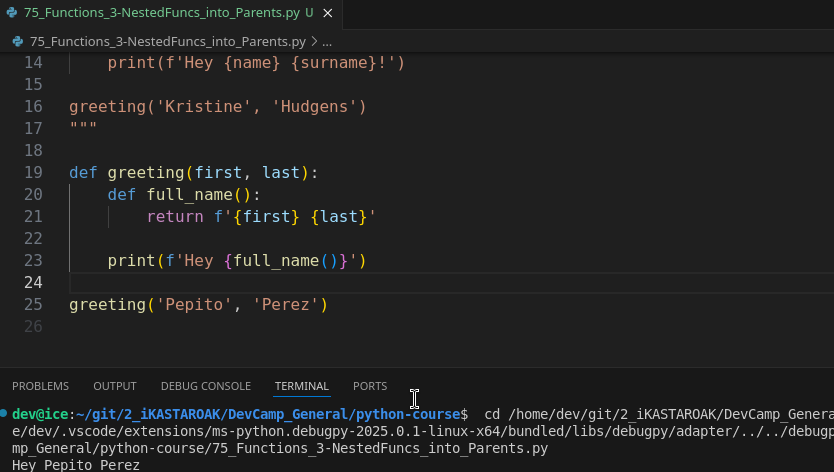 75_Functions_3-NestedFuncs_into_Parents.py U ×
75_Functions_3-NestedFuncs_into_Parents.py > ...
14     print(f'Hey {name} {surname}!')
15
16 greeting('Kristine', 'Hudgens')
17 """
18
19 def greeting(first, last):
20     def full_name():
21         return f'{first} {last}'
22
23     print(f'Hey {full_name()}')
24
25 greeting('Pepito', 'Perez')
26
PROBLEMS OUTPUT DEBUG CONSOLE TERMINAL PORTS
dev@ice:~/git/2_iKASTAROAK/DevCamp_General/python-course$  cd /home/dev/git/2_iKASTAROAK/DevCamp_Genera
e/dev/.vscode/extensions/ms-python.debugpy-2025.0.1-linux-x64/bundled/libs/debugpy/adapter/../../debugp
mp_General/python-course/75_Functions_3-NestedFuncs_into_Parents.py
Hey Pepito Perez